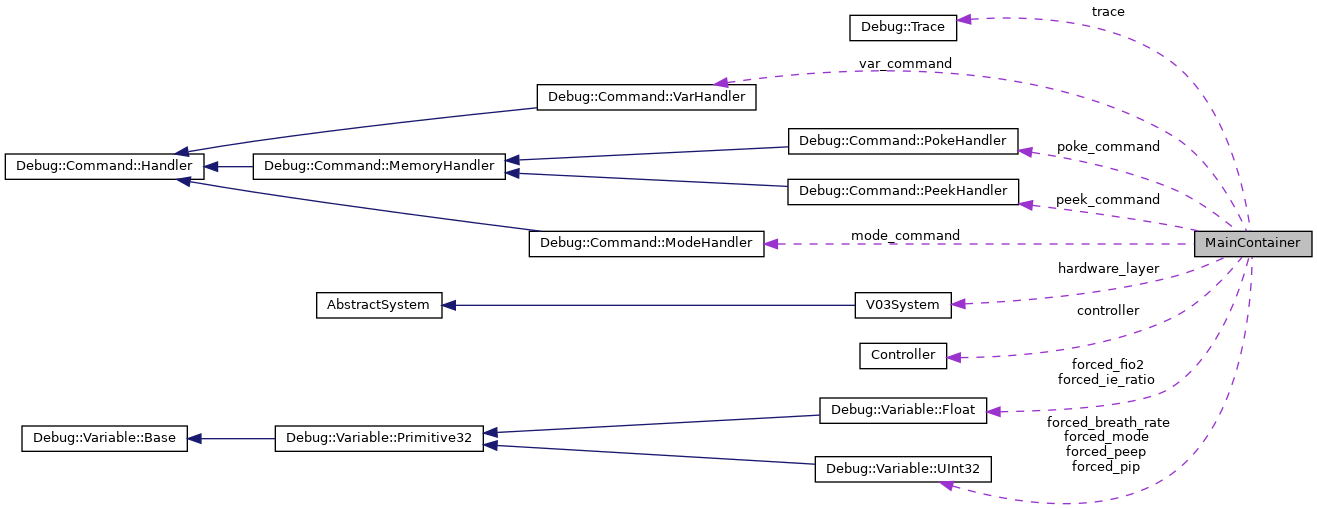 trace
Debug::Trace
var_command
Debug::Command::VarHandler
Debug::Command::PokeHandler
poke_command
Debug::Command::Handler
Debug::Command::MemoryHandler
Debug::Command::PeekHandler
peek_command
mode_command
Debug::Command::ModeHandler
MainContainer
hardware_layer
AbstractSystem
V03System
controller
Controller
forced_fio2
forced_ie_ratio
Debug::Variable::Float
forced_breath_rate
forced_mode
forced_peep
forced_pip
Debug::Variable::Base
Debug::Variable::Primitive32
Debug::Variable::UInt32